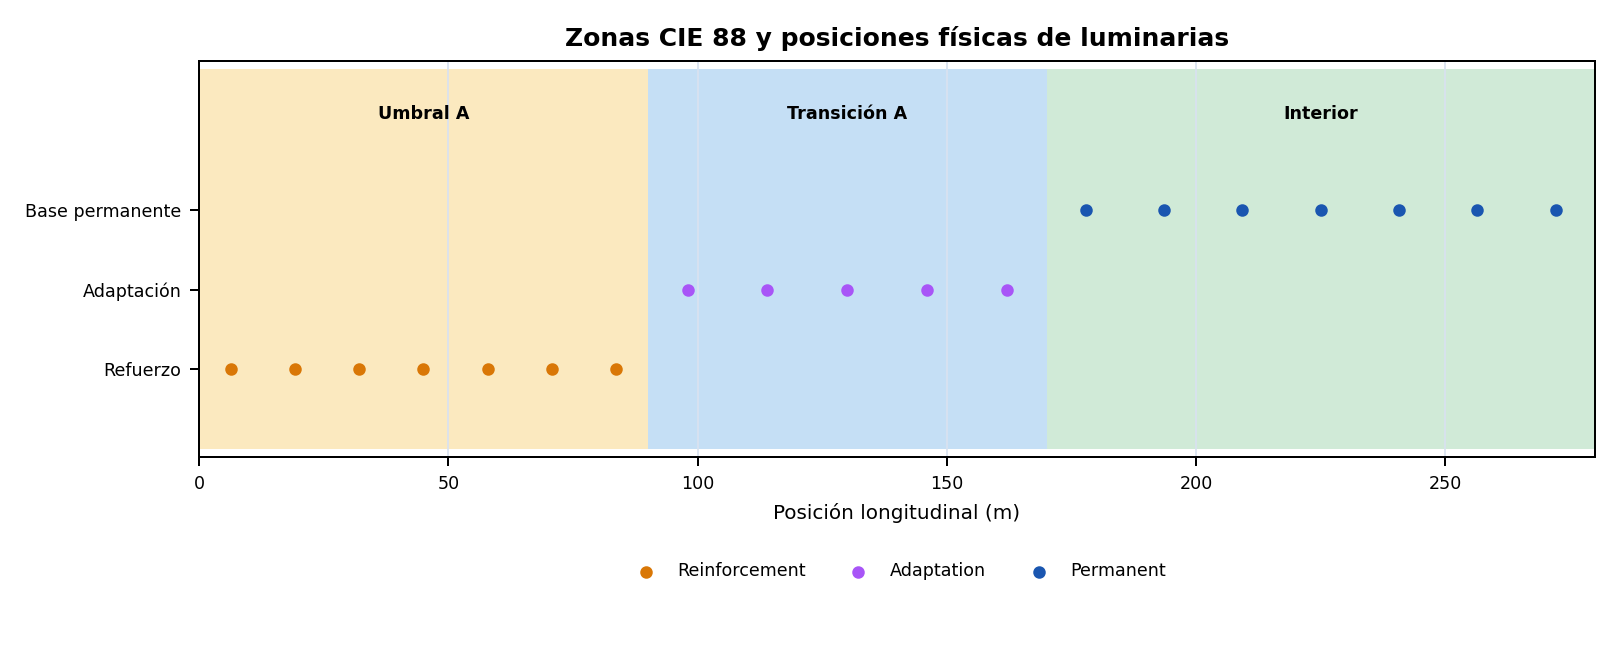 Zonas CIE 88 y posiciones físicas de luminarias
Umbral A Transición A Interior
Base permanente
Adaptación
Refuerzo
0 50 100 150 200 250
Posición longitudinal (m)
Reinforcement Adaptation Permanent